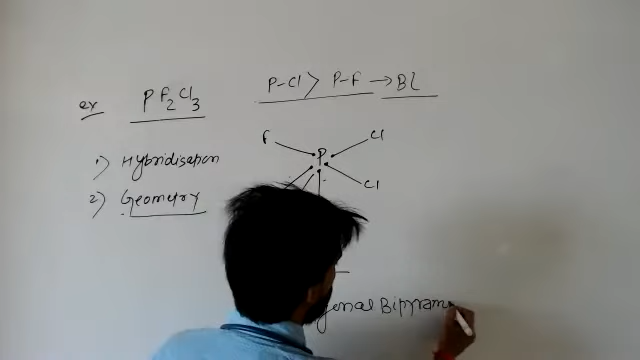 P-Cl > P-F → BL
ex PF2Cl3
1) Hybridisation
2) Geometry
F Cl
P
Cl
gonal Bipyram